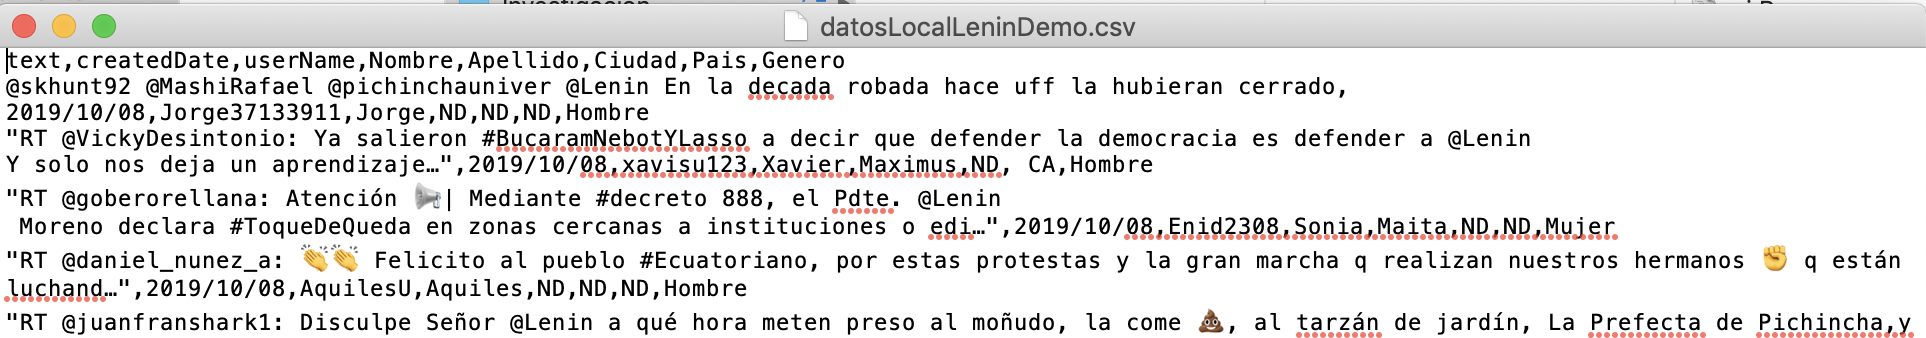 datosLocalLeninDemo.csv
text,createdDate,userName,Nombre,Apellido,Ciudad,Pais,Genero
@skhunt92 @MashiRafael @pichinchauniver @Lenin En la decada robada hace uff la hubieran cerrado,
2019/10/08,Jorge37133911,Jorge,ND,ND,ND,Hombre
"RT @VickyDesintonio: Ya salieron #BucaramNebotYLasso a decir que defender la democracia es defender a @Lenin
Y solo nos deja un aprendizaje…",2019/10/08,xavisu123,Xavier,Maximus,ND, CA,Hombre
"RT @goberorellana: Atención 📢| Mediante #decreto 888, el Pdte. @Lenin
Moreno declara #ToqueDeQueda en zonas cercanas a instituciones o edi…",2019/10/08,Enid2308,Sonia,Maita,ND,ND,Mujer
"RT @daniel_nunez_a: 👏👏 Felicito al pueblo #Ecuatoriano, por estas protestas y la gran marcha q realizan nuestros hermanos ✊ q están
luchand…",2019/10/08,AquilesU,Aquiles,ND,ND,ND,Hombre
"RT @juanfranshark1: Disculpe Señor @Lenin a qué hora meten preso al moñudo, la come 💩, al tarzán de jardín, La Prefecta de Pichincha,y